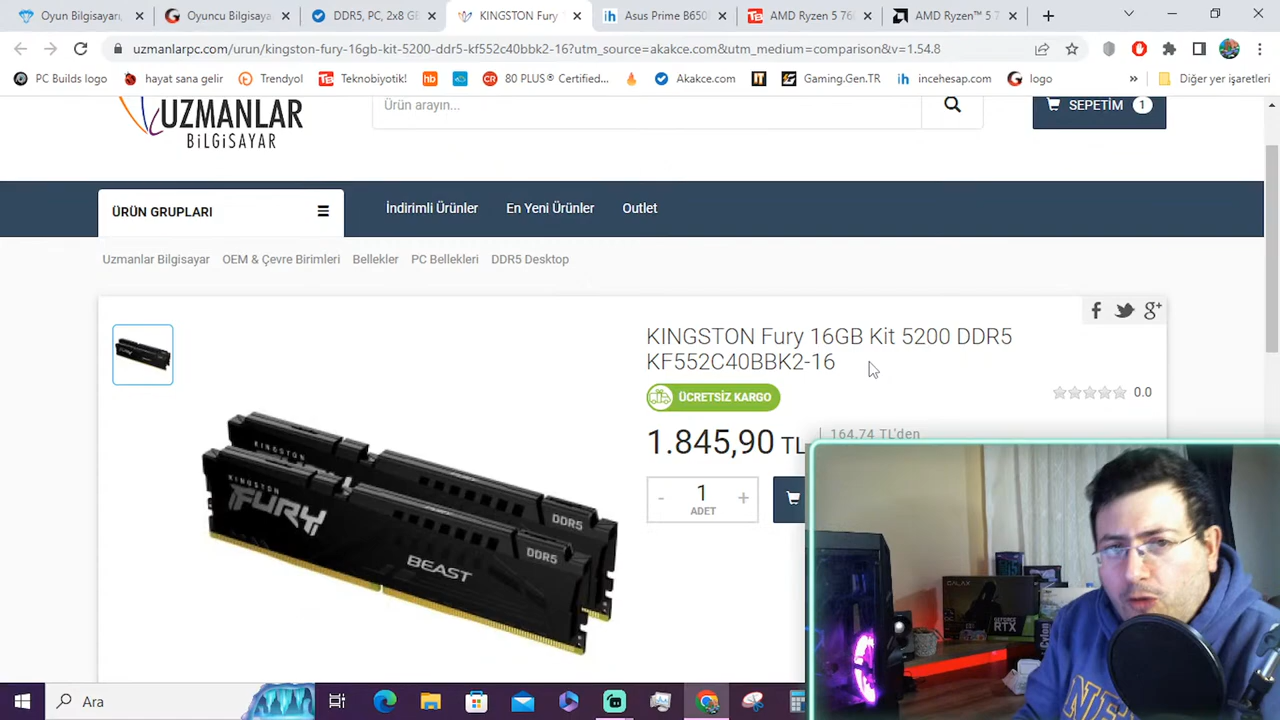 Oyun Bilgisayarı,
Oyuncu Bilgisaya
DDR5, PC, 2x8 GB
KINGSTON Fury
Asus Prime B650
AMD Ryzen 5 76
AMD Ryzen™ 5 7
uzmanlarpc.com/urun/kingston-fury-16gb-kit-5200-ddr5-kf552c40bbk2-16?utm_source=akakce.com&utm_medium=comparison&v=1.54.8
PC Builds logo
hayat sana gelir
Trendyol
Teknobiyotik!
80 PLUS® Certified...
Akakce.com
Gaming.Gen.TR
incehesap.com
logo
»
Diğer yer işaretleri
UZMANLAR
BiLGiSAYAR
Ürün arayın...
SEPETİM 1
ÜRÜN GRUPLARI
İndirimli Ürünler
En Yeni Ürünler
Outlet
Uzmanlar Bilgisayar
OEM & Çevre Birimleri
Bellekler
PC Bellekleri
DDR5 Desktop
KINGSTON Fury 16GB Kit 5200 DDR5
KF552C40BBK2-16
ÜCRETSİZ KARGO
0.0
1.845,90 TL
164,74 TL'den
- 1 +
ADET
KINGSTON
FURY
BEAST
DDR5
DDR5
GALAX
GEFORCE
RTX
Ara